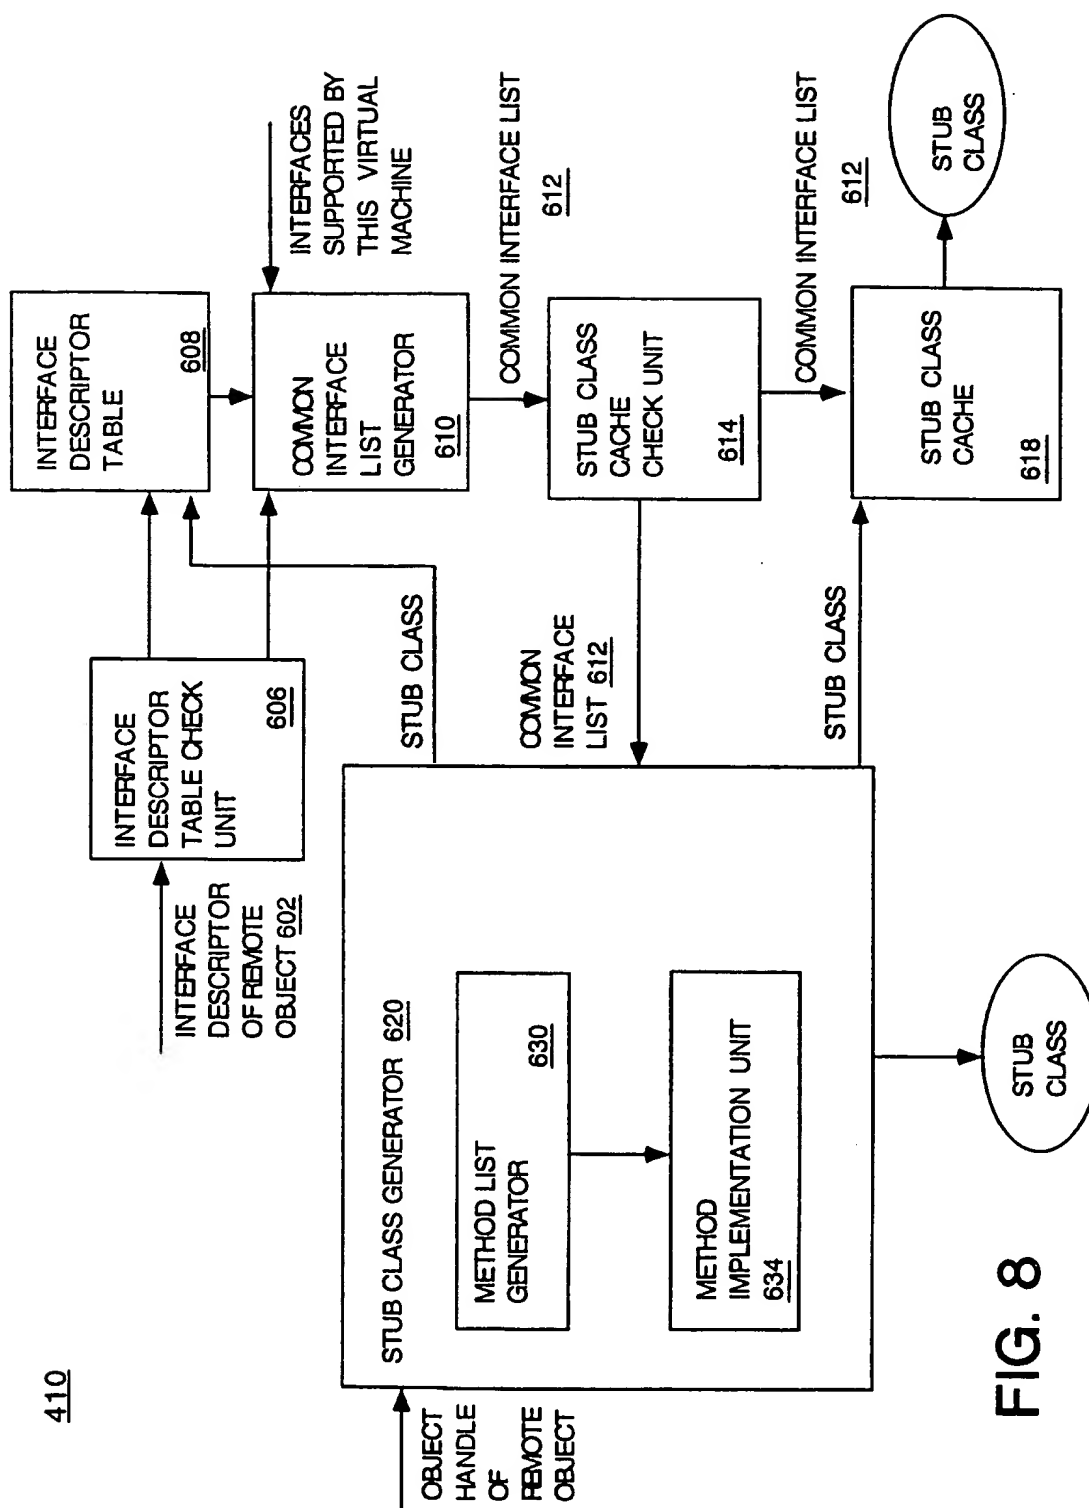 410
INTERFACE
DESCRIPTOR
OF REMOTE
OBJECT 602
INTERFACE
DESCRIPTOR
TABLE CHECK
UNIT
606
INTERFACE
DESCRIPTOR
TABLE
608
INTERFACES
SUPPORTED BY
THIS VIRTUAL
MACHINE
COMMON
INTERFACE
LIST
GENERATOR
610
STUB CLASS
COMMON INTERFACE LIST
612
OBJECT
HANDLE
OF
REMOTE
OBJECT
STUB CLASS GENERATOR 620
METHOD LIST
GENERATOR
630
METHOD
IMPLEMENTATION UNIT
634
COMMON
INTERFACE
LIST 612
STUB CLASS
CACHE
CHECK UNIT
614
COMMON INTERFACE LIST
612
STUB CLASS
STUB CLASS
CACHE
618
STUB
CLASS
STUB
CLASS
FIG. 8